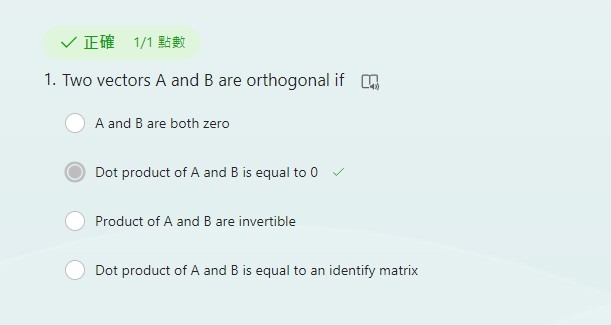 正確 1/1 點數
1. Two vectors A and B are orthogonal if
A and B are both zero
Dot product of A and B is equal to 0
Product of A and B are invertible
Dot product of A and B is equal to an identify matrix